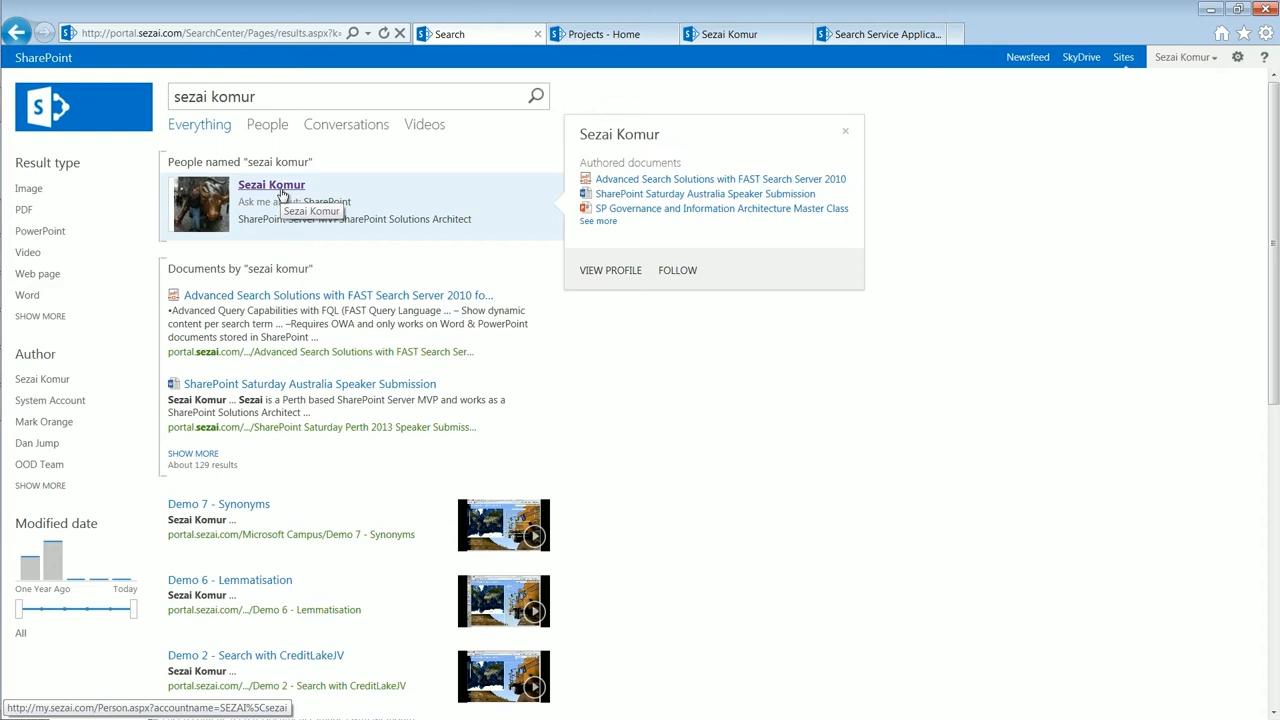 http://portal.sezai.com/SearchCenter/Pages/results.aspx?k=
Search
Projects - Home
Sezai Komur
Search Service Applica...
SharePoint
Newsfeed
SkyDrive
Sites
Sezai Komur
?
sezai komur
Everything
People
Conversations
Videos
Result type
Image
PDF
PowerPoint
Video
Web page
Word
SHOW MORE
Author
Sezai Komur
System Account
Mark Orange
Dan Jump
OOD Team
SHOW MORE
Modified date
One Year Ago
Today
All
People named "sezai komur"
Sezai Komur
Ask me about: SharePoint
Sezai Komur
SharePoint Server MVP SharePoint Solutions Architect
Documents by "sezai komur"
Advanced Search Solutions with FAST Search Server 2010 fo...
•Advanced Query Capabilities with FQL (FAST Query Language ... – Show dynamic
content per search term ... –Requires OWA and only works on Word & PowerPoint
documents stored in SharePoint ...
portal.sezai.com/.../Advanced Search Solutions with FAST Search Ser...
SharePoint Saturday Australia Speaker Submission
Sezai Komur ... Sezai is a Perth based SharePoint Server MVP and works as a
SharePoint Solutions Architect ...
portal.sezai.com/.../SharePoint Saturday Perth 2013 Speaker Submiss...
SHOW MORE
About 129 results
Demo 7 - Synonyms
Sezai Komur ...
portal.sezai.com/Microsoft Campus/Demo 7 - Synonyms
Demo 6 - Lemmatisation
Sezai Komur ...
portal.sezai.com/.../Demo 6 - Lemmatisation
Demo 2 - Search with CreditLakeJV
Sezai Komur ...
portal.sezai.com/.../Demo 2 - Search with CreditLakeJV
Sezai Komur
Authored documents
Advanced Search Solutions with FAST Search Server 2010
SharePoint Saturday Australia Speaker Submission
SP Governance and Information Architecture Master Class
See more
VIEW PROFILE
FOLLOW
http://my.sezai.com/Person.aspx?accountname=SEZAI%5Csezai